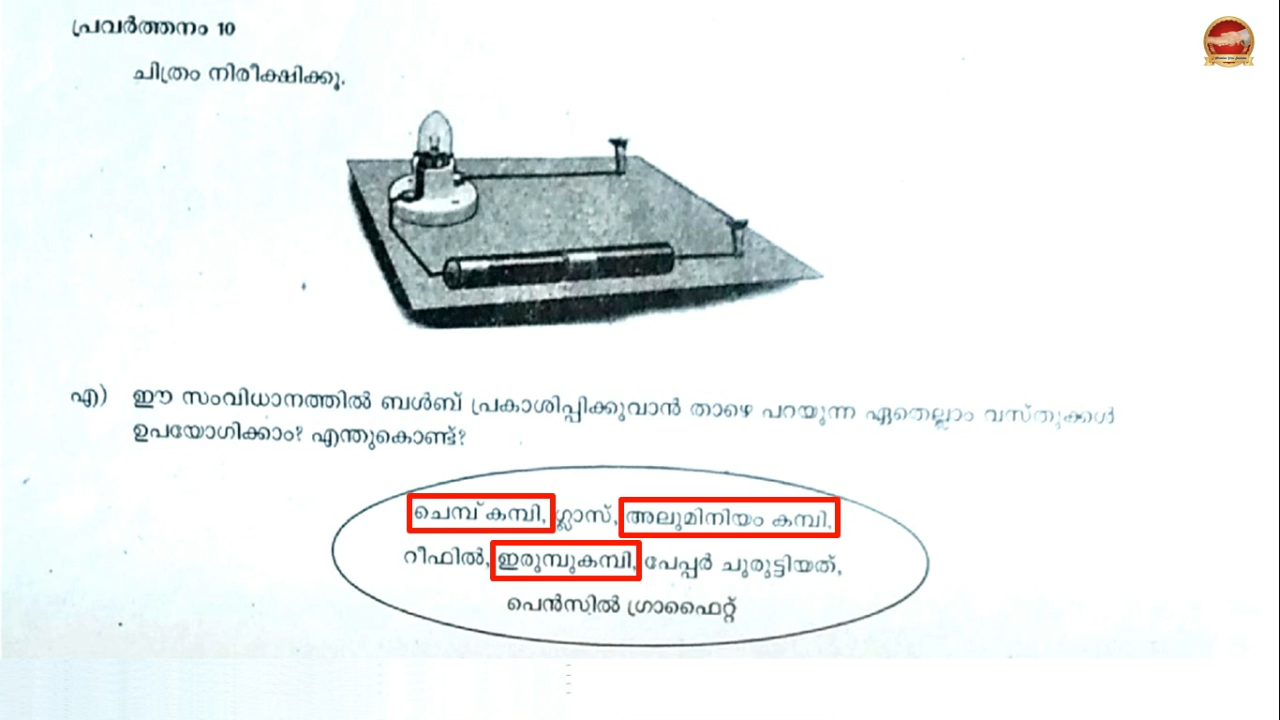 പ്രവർത്തനം 10
ചിത്രം നിരീക്ഷിക്കൂ.
എ) ഈ സംവിധാനത്തിൽ ബൾബ് പ്രകാശിപ്പിക്കുവാൻ താഴെ പറയുന്ന ഏതെല്ലാം വസ്തുക്കൾ
ഉപയോഗിക്കാം? എന്തുകൊണ്ട്?
ചെമ്പ് കമ്പി, ഗ്ലാസ്, അലുമിനിയം കമ്പി,
റീഫിൽ, ഇരുമ്പുകമ്പി, പേപ്പർ ചുരുട്ടിയത്,
പെൻസിൽ ഗ്രാഫൈറ്റ്